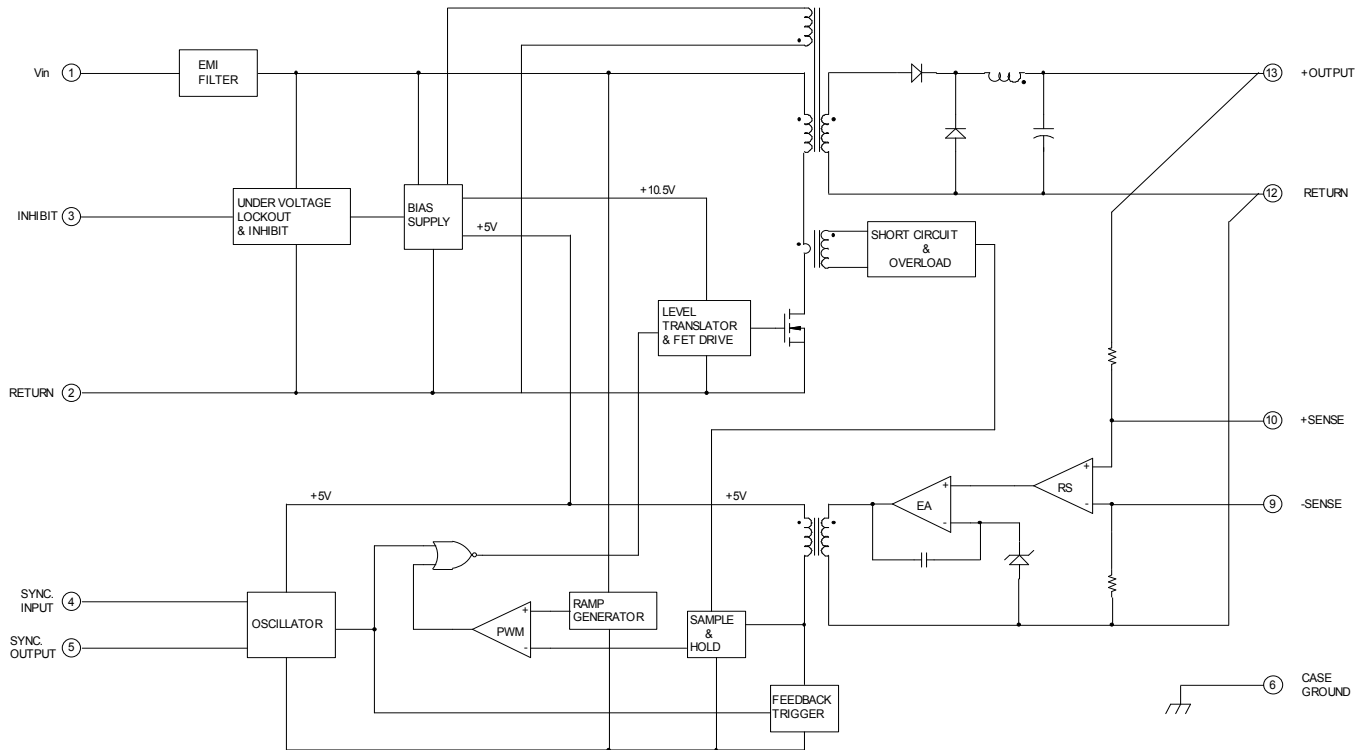 EMI
FILTER
Vin
1
13
+OUTPUT
UNDER VOLTAGE
LOCKOUT
& INHIBIT
BIAS
SUPPLY
+10.5V
+5V
INHIBIT
3
12
RETURN
SHORT CIRCUIT
&
OVERLOAD
LEVEL
TRANSLATOR
& FET DRIVE
RETURN
2
10
+SENSE
+
-
RS
+
-
EA
9
-SENSE
+5V
+5V
SYNC.
INPUT
4
SYNC.
OUTPUT
5
OSCILLATOR
+
-
PWM
RAMP
GENERATOR
SAMPLE
&
HOLD
FEEDBACK
TRIGGER
6
CASE
GROUND